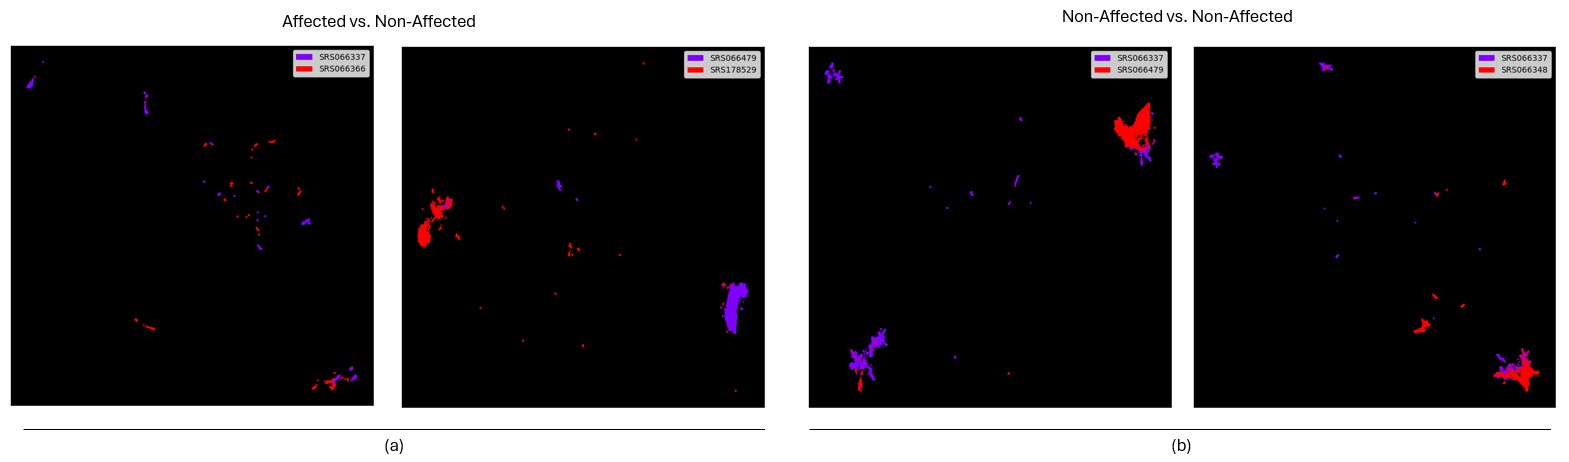 Affected vs. Non-Affected
Non-Affected vs. Non-Affected
SRS066337
SRS066366
SRS066479
SRS178529
SRS066337
SRS066479
SRS066337
SRS066348
(a)
(b)